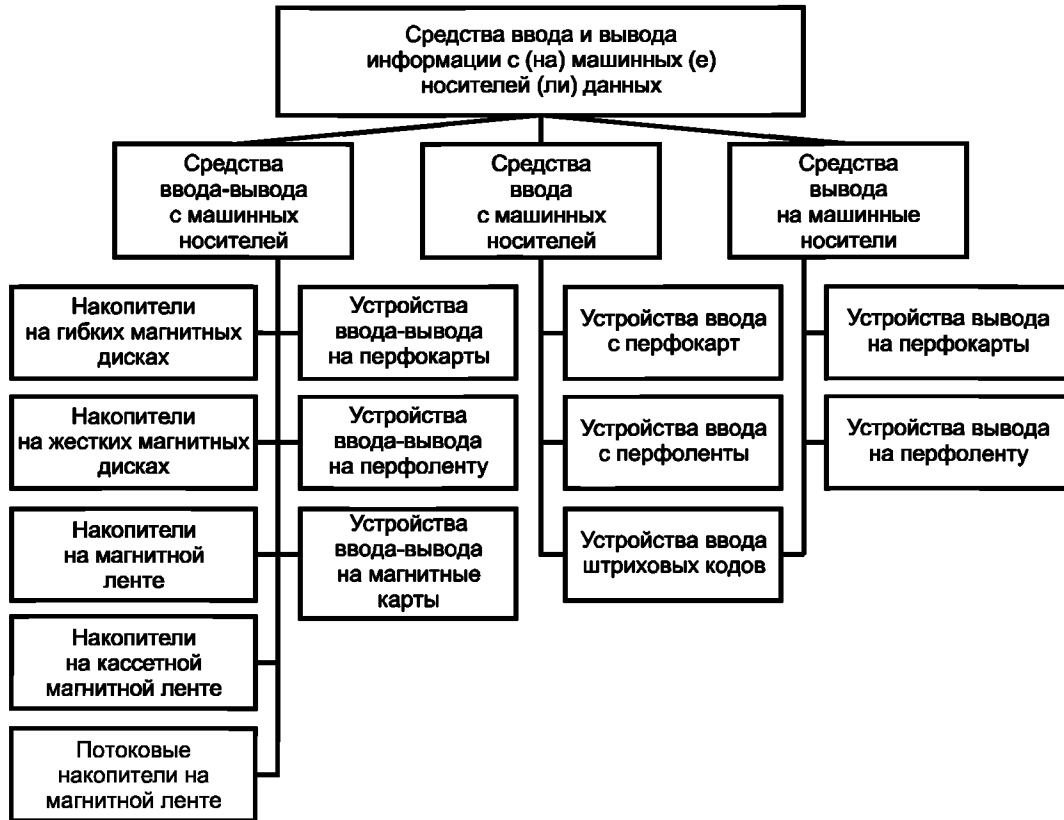 Средства ввода и вывода
информации с (на) машинных (е)
носителей (ли) данных
Средства
ввода-вывода
с машинных
носителей
Средства
ввода
с машинных
носителей
Средства
вывода
на машинные
носители
Накопители
на гибких магнитных
дисках
Устройства
ввода-вывода
на перфокарты
Устройства ввода
с перфокарт
Устройства вывода
на перфокарты
Накопители
на жестких магнитных
дисках
Устройства
ввода-вывода
на перфоленту
Устройства ввода
с перфоленты
Устройства вывода
на перфоленту
Накопители
на магнитной
ленте
Устройства
ввода-вывода
на магнитные
карты
Устройства ввода
штриховых кодов
Накопители
на кассетной
магнитной ленте
Потоковые
накопители на
магнитной ленте